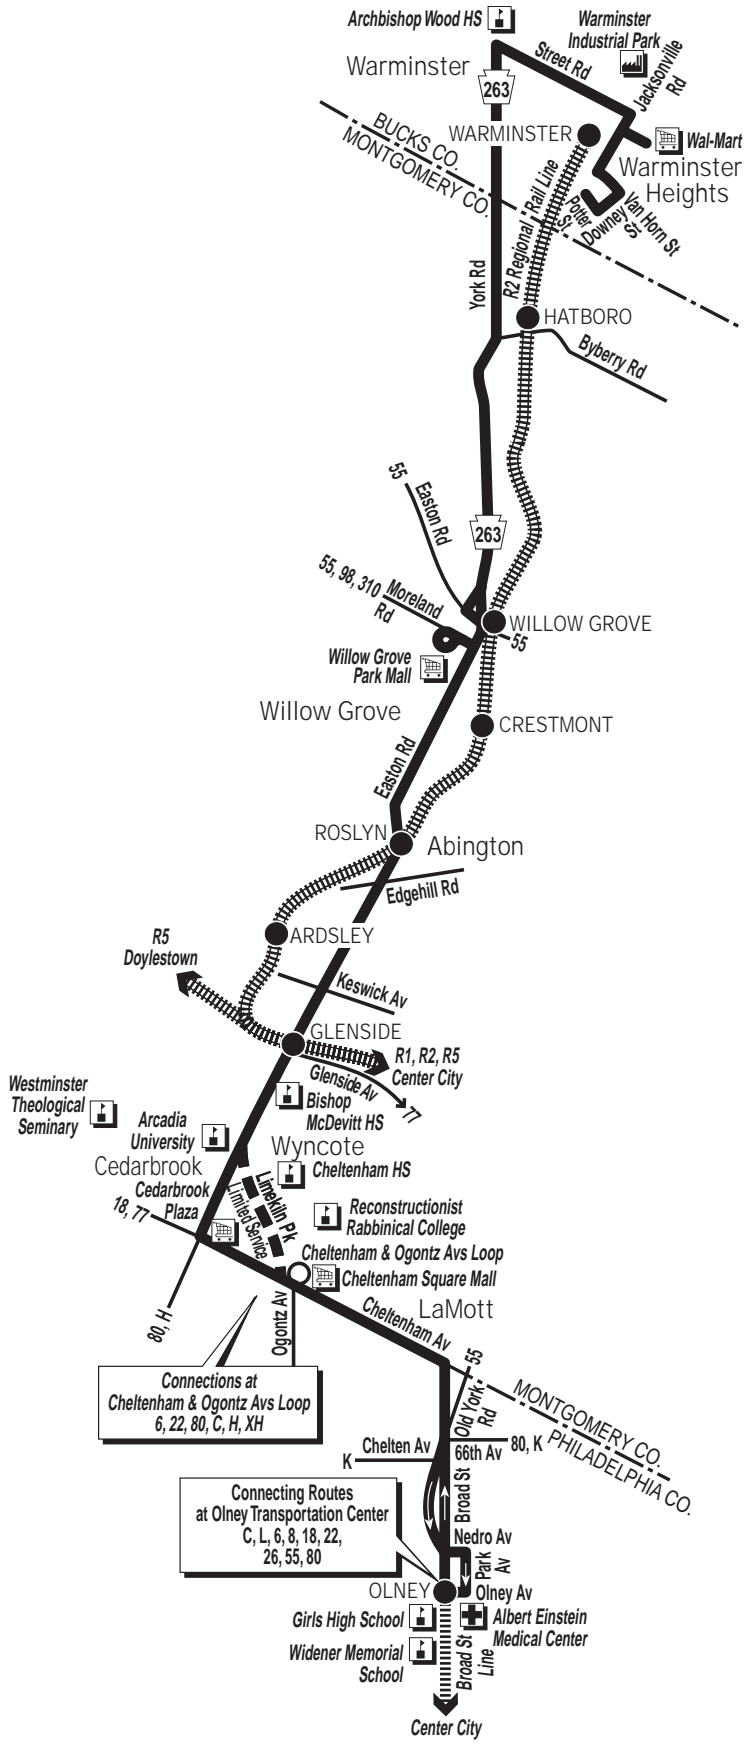 Archbishop Wood HS
Warminster
Industrial Park
Street Rd
Jacksonville
Rd
Warminster
263
BUCKS CO.
MONTGOMERY CO.
WARMINSTER
Wal-Mart
Warminster
Heights
R2 Regional Rail Line
Potter
St
Downey
St
Van Horn St
York Rd
HATBORO
Byberry Rd
55
Easton Rd
263
55, 98, 310
Moreland
Rd
WILLOW GROVE
55
Willow Grove
Park Mall
Willow Grove
CRESTMONT
Easton Rd
ROSLYN
Abington
Edgehill Rd
ARDSLEY
R5
Doylestown
Keswick Av
GLENSIDE
R1, R2, R5
Center City
Glenside Av
77
Westminster
Theological
Seminary
Bishop
McDevitt HS
Arcadia
University
Wyncote
Cedarbrook
Cheltenham HS
Cedarbrook
Plaza
18, 77
Limekiln Pk
Limited Service
Reconstructionist
Rabbinical College
Cheltenham & Ogontz Avs Loop
Cheltenham Square Mall
80, H
Ogontz Av
LaMott
Cheltenham Av
Connections at
Cheltenham & Ogontz Avs Loop
6, 22, 80, C, H, XH
55
Old York
Rd
MONTGOMERY CO.
PHILADELPHIA CO.
Chelten Av
K
66th Av
80, K
Broad St
Connecting Routes
at Olney Transportation Center
C, L, 6, 8, 18, 22,
26, 55, 80
Nedro Av
Park
Av
OLNEY
Olney Av
Girls High School
Albert Einstein
Medical Center
Widener Memorial
School
Broad St
Line
Center City